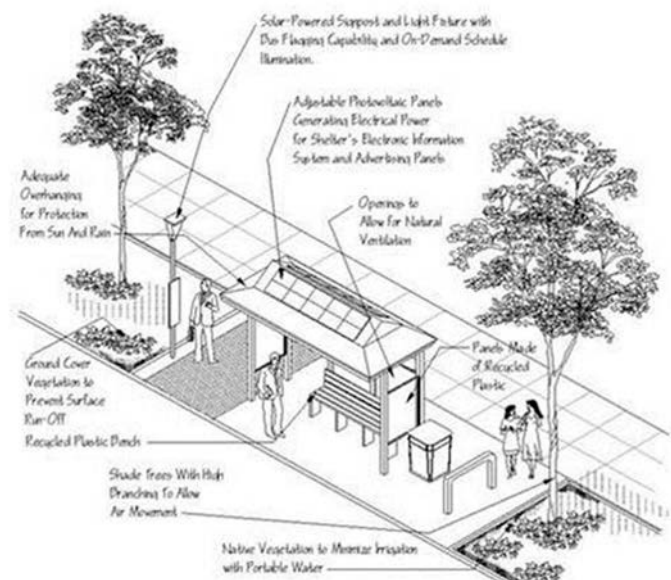 Solar-Powered Signpost and Light Fixture with
Bus Flagging Capability and On-Demand Schedule
Illumination.
Adjustable Photovoltaic Panels
Generating Electrical Power
for Shelter's Electronic Information
System and Advertising Panels
Adequate
Overhanging
for Protection
From Sun And Rain
Openings to
Allow for Natural
Ventilation
Ground Cover
Vegetation to
Prevent Surface
Run-Off
Panels Made
of Recycled
Plastic
Recycled Plastic Bench
Shade Trees With High
Branching To Allow
Air Movement
Native Vegetation to Minimize Irrigation
with Portable Water